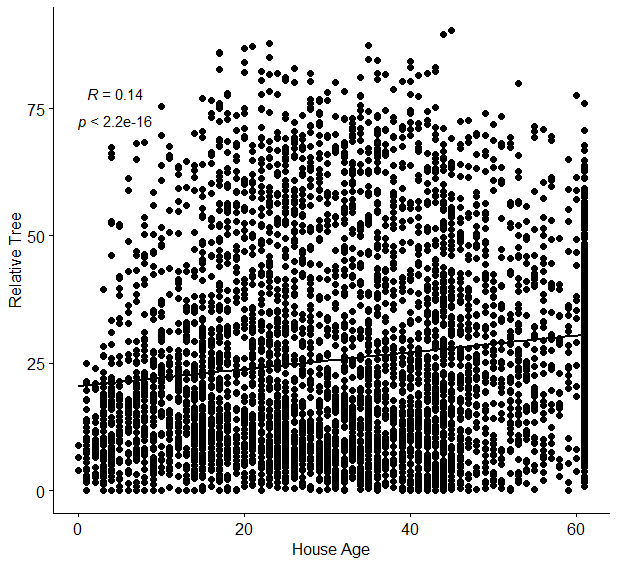 R = 0.14
p < 2.2e-16
75
50
25
0
Relative Tree
0 20 40 60
House Age